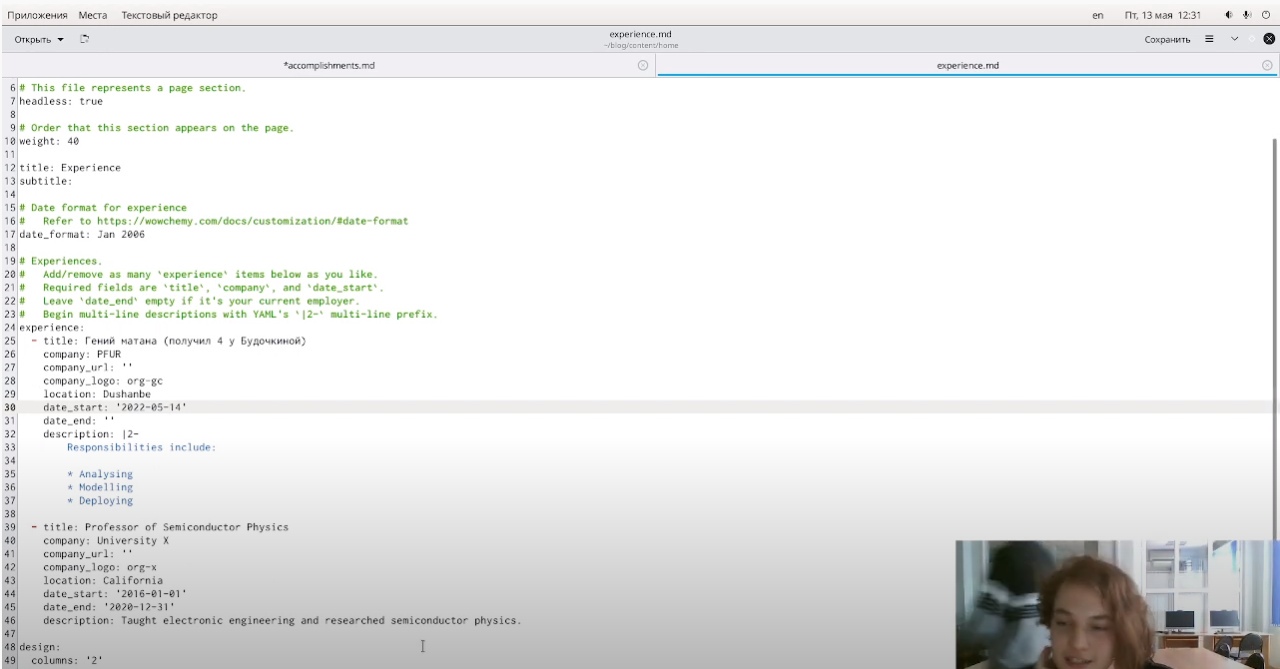 Приложения Места Текстовый редактор en Пт, 13 мая 12:31
Открыть experience.md Сохранить
~/blog/content/home
*accomplishments.md experience.md
6 # This file represents a page section.
7 headless: true
8
9 # Order that this section appears on the page.
10 weight: 40
11
12 title: Experience
13 subtitle:
14
15 # Date format for experience
16 #   Refer to https://wowchemy.com/docs/customization/#date-format
17 date_format: Jan 2006
18
19 # Experiences.
20 #   Add/remove as many `experience` items below as you like.
21 #   Required fields are `title`, `company`, and `date_start`.
22 #   Leave `date_end` empty if it's your current employer.
23 #   Begin multi-line descriptions with YAML's `|2-` multi-line prefix.
24 experience:
25   - title: Гений матана (получил 4 у Будочкиной)
26     company: PFUR
27     company_url: ''
28     company_logo: org-gc
29     location: Dushanbe
30     date_start: '2022-05-14'
31     date_end: ''
32     description: |2-
33         Responsibilities include:
34
35         * Analysing
36         * Modelling
37         * Deploying
38
39   - title: Professor of Semiconductor Physics
40     company: University X
41     company_url: ''
42     company_logo: org-x
43     location: California
44     date_start: '2016-01-01'
45     date_end: '2020-12-31'
46     description: Taught electronic engineering and researched semiconductor physics.
47
48 design:
49   columns: '2'